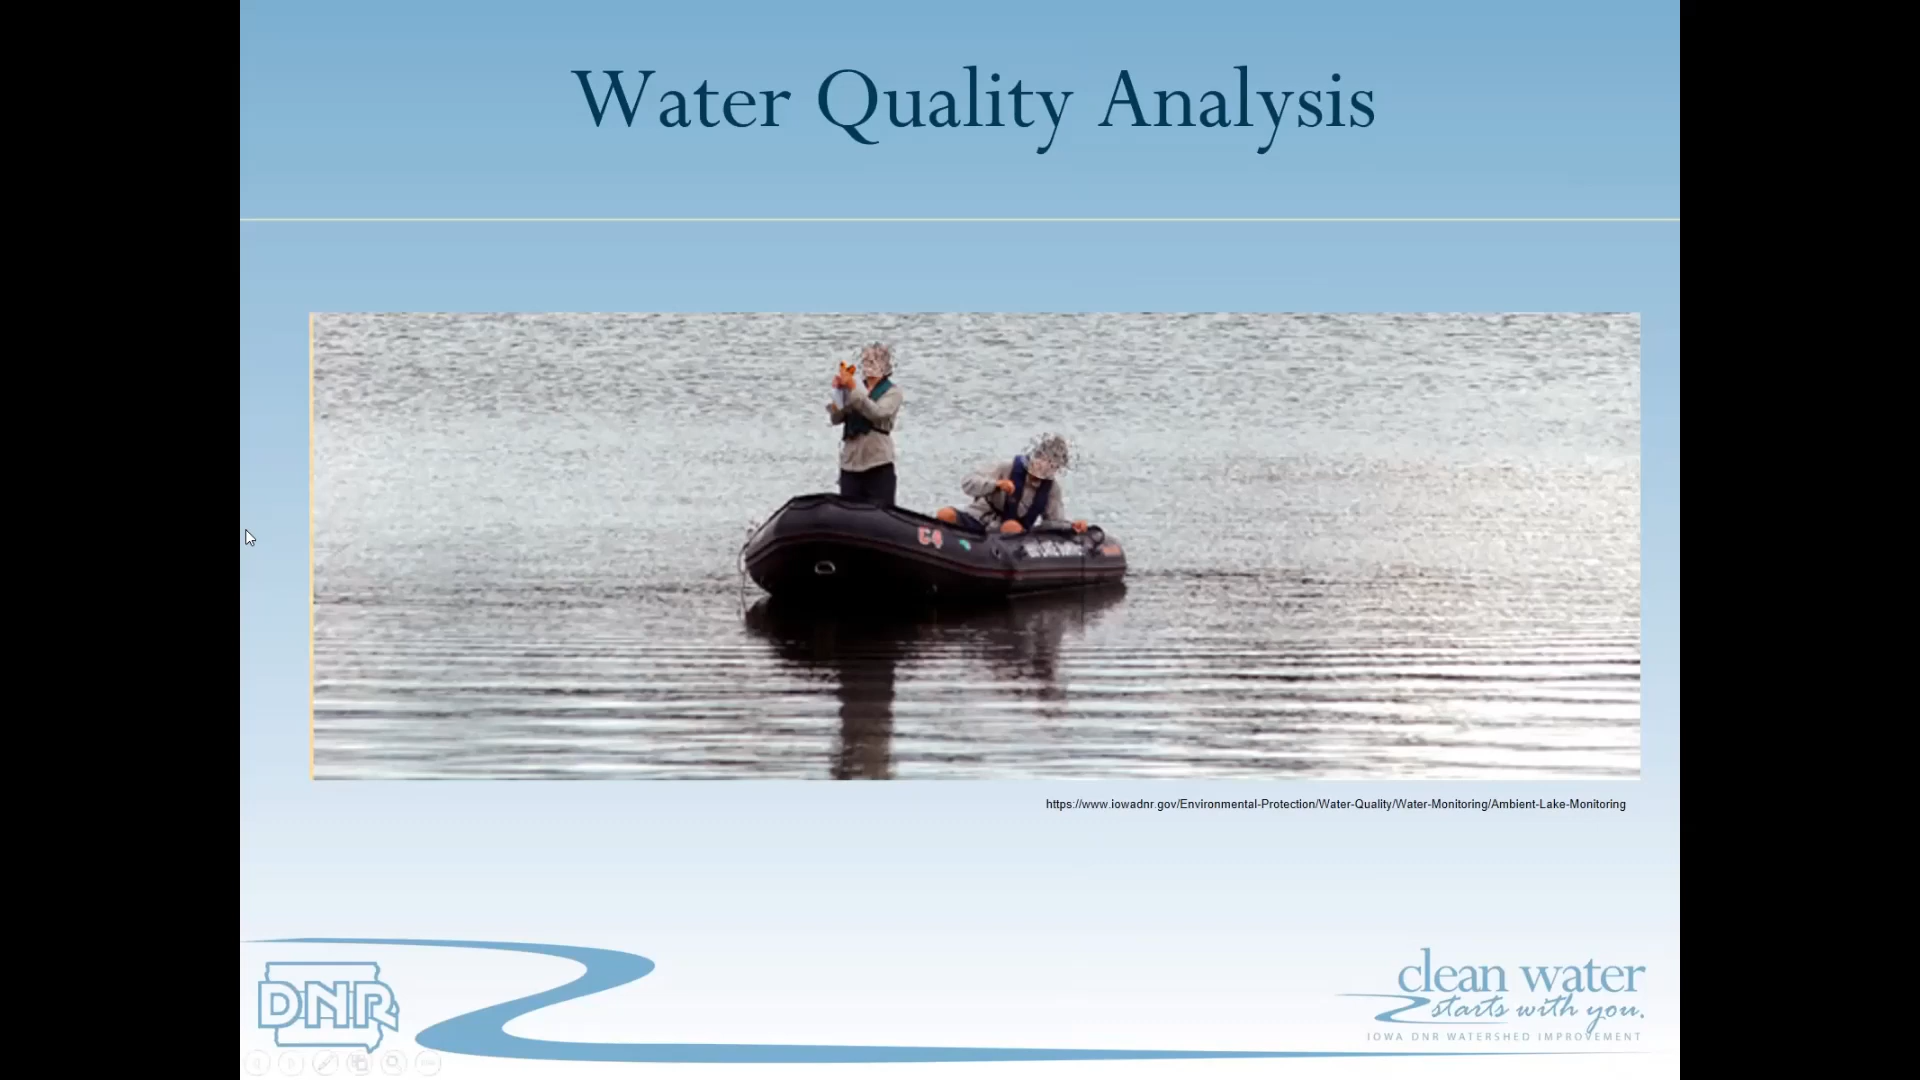 Water Quality Analysis
C4
https://www.iowadnr.gov/Environmental-Protection/Water-Quality/Water-Monitoring/Ambient-Lake-Monitoring
DNR
clean water
starts with you.
IOWA DNR WATERSHED IMPROVEMENT